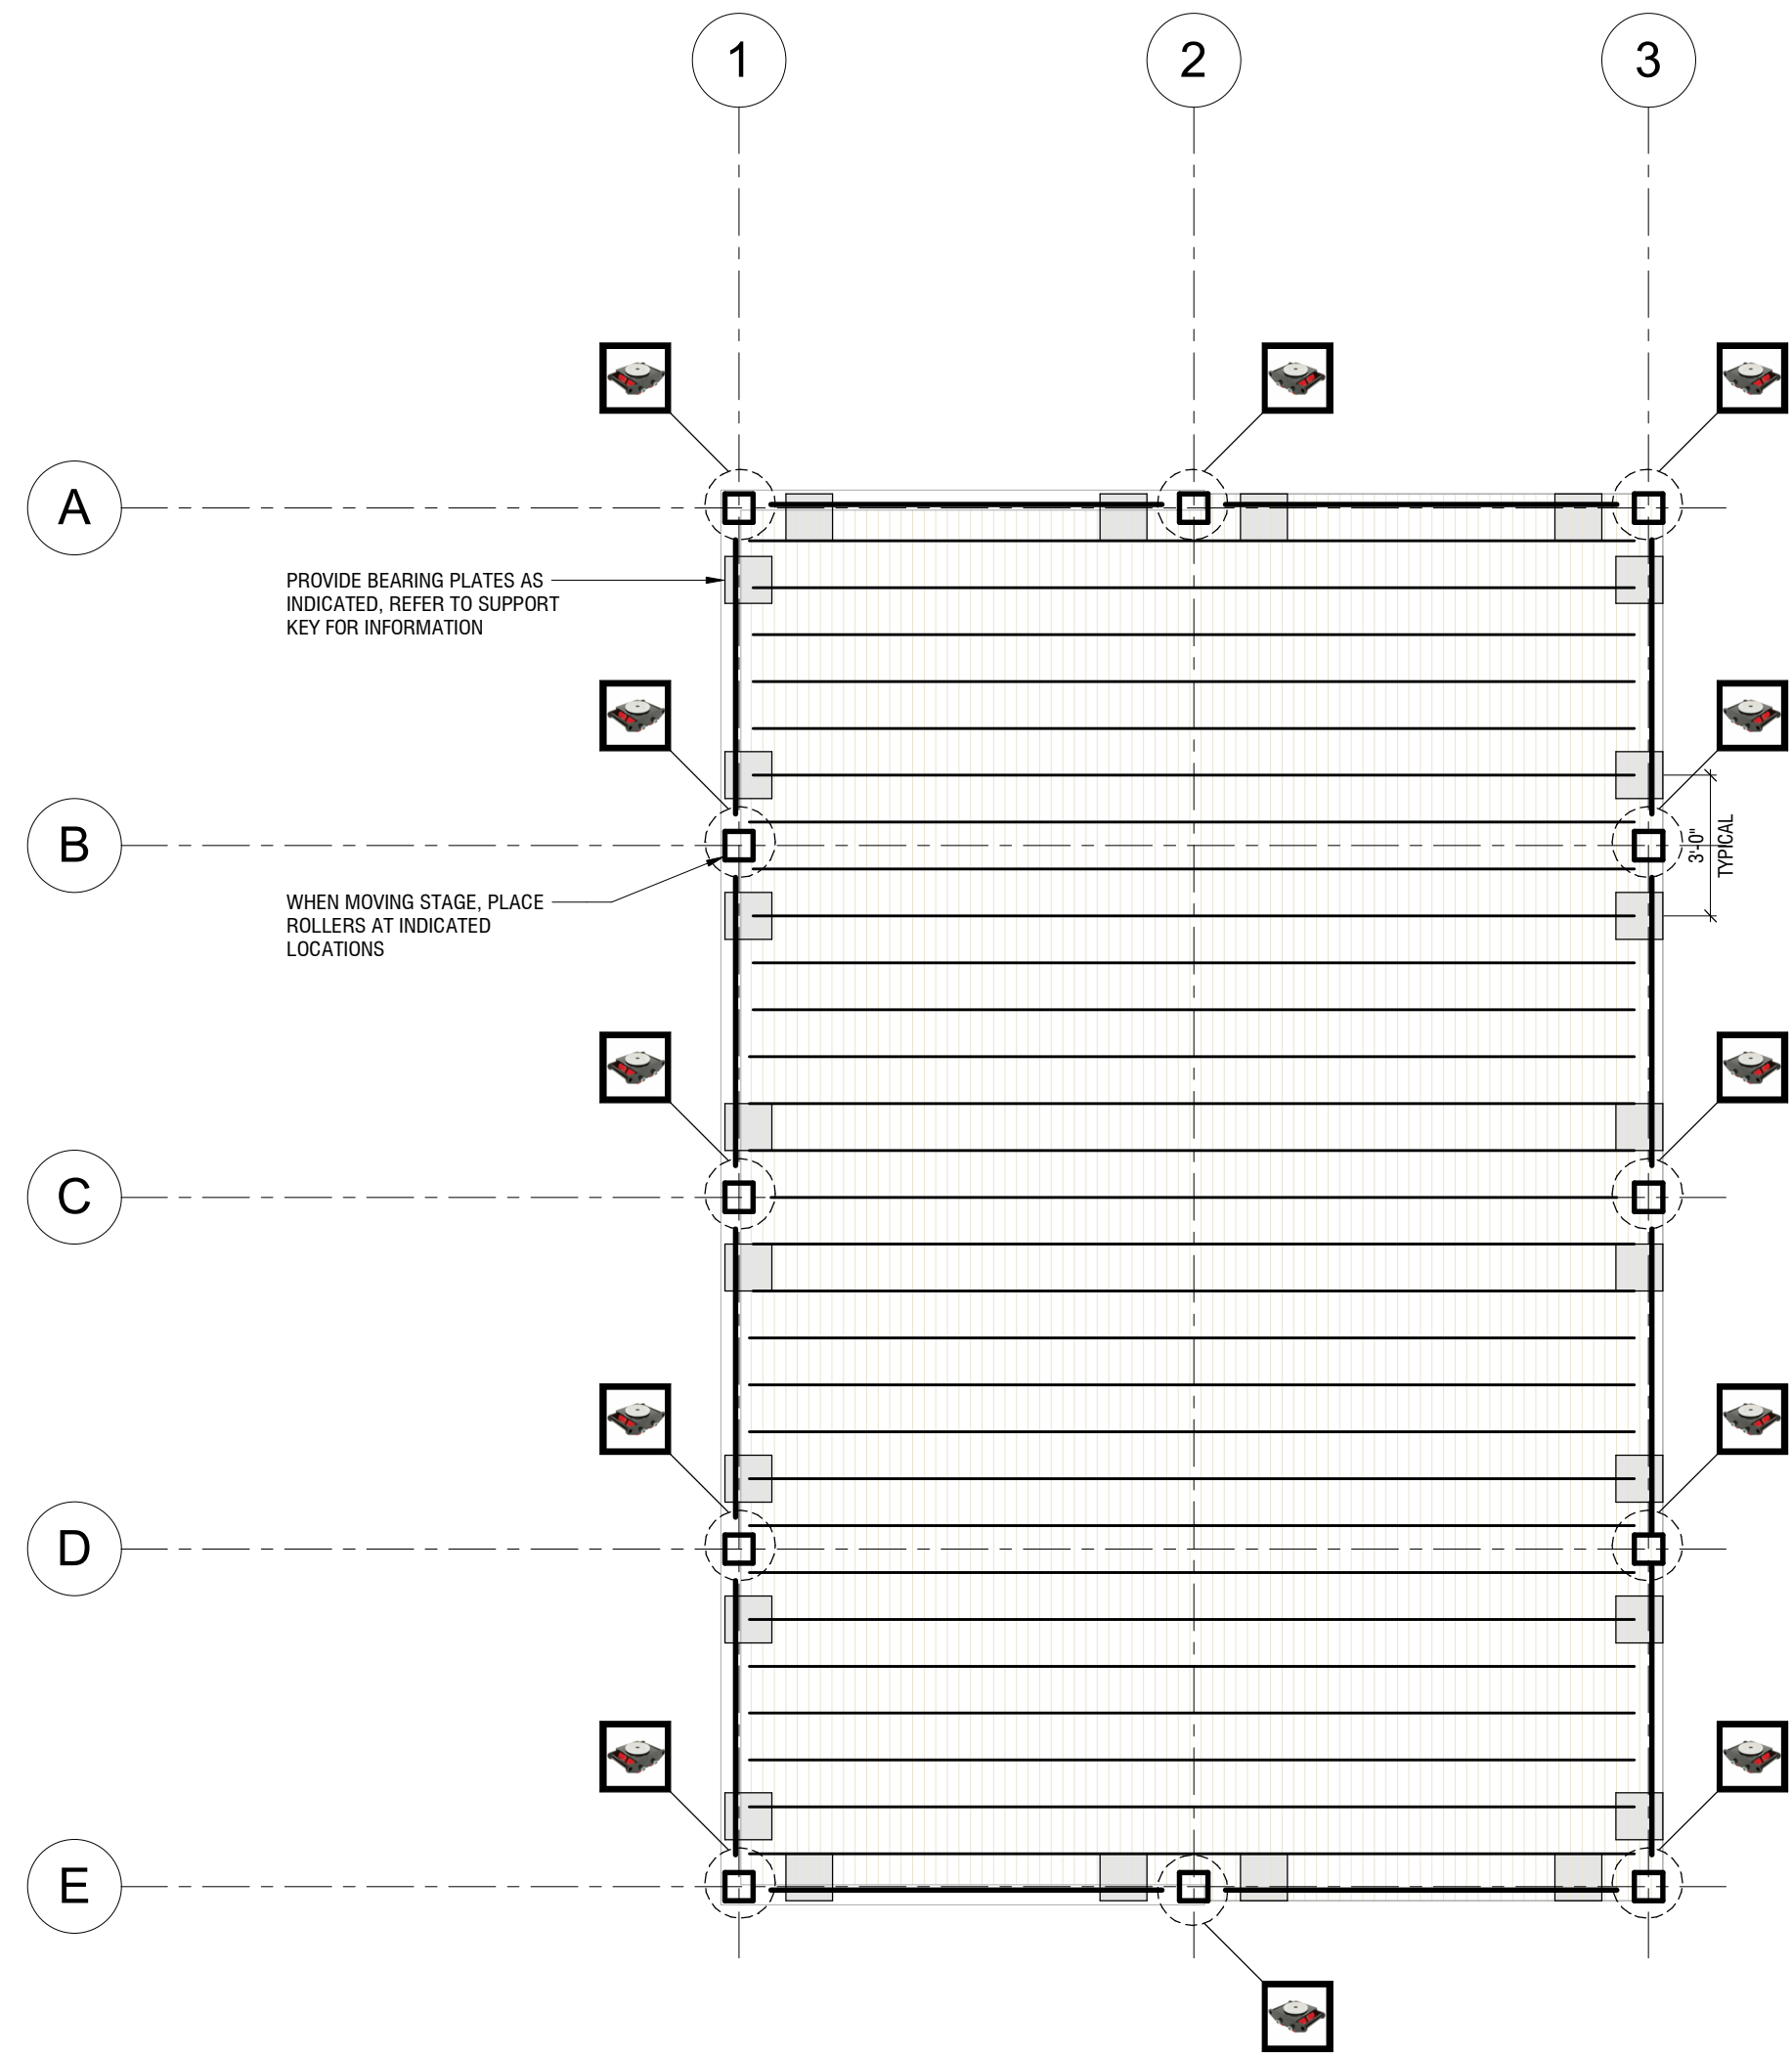 1
2
3
A
PROVIDE BEARING PLATES AS
INDICATED, REFER TO SUPPORT
KEY FOR INFORMATION
B
3'-0"
TYPICAL
WHEN MOVING STAGE, PLACE
ROLLERS AT INDICATED
LOCATIONS
C
D
E